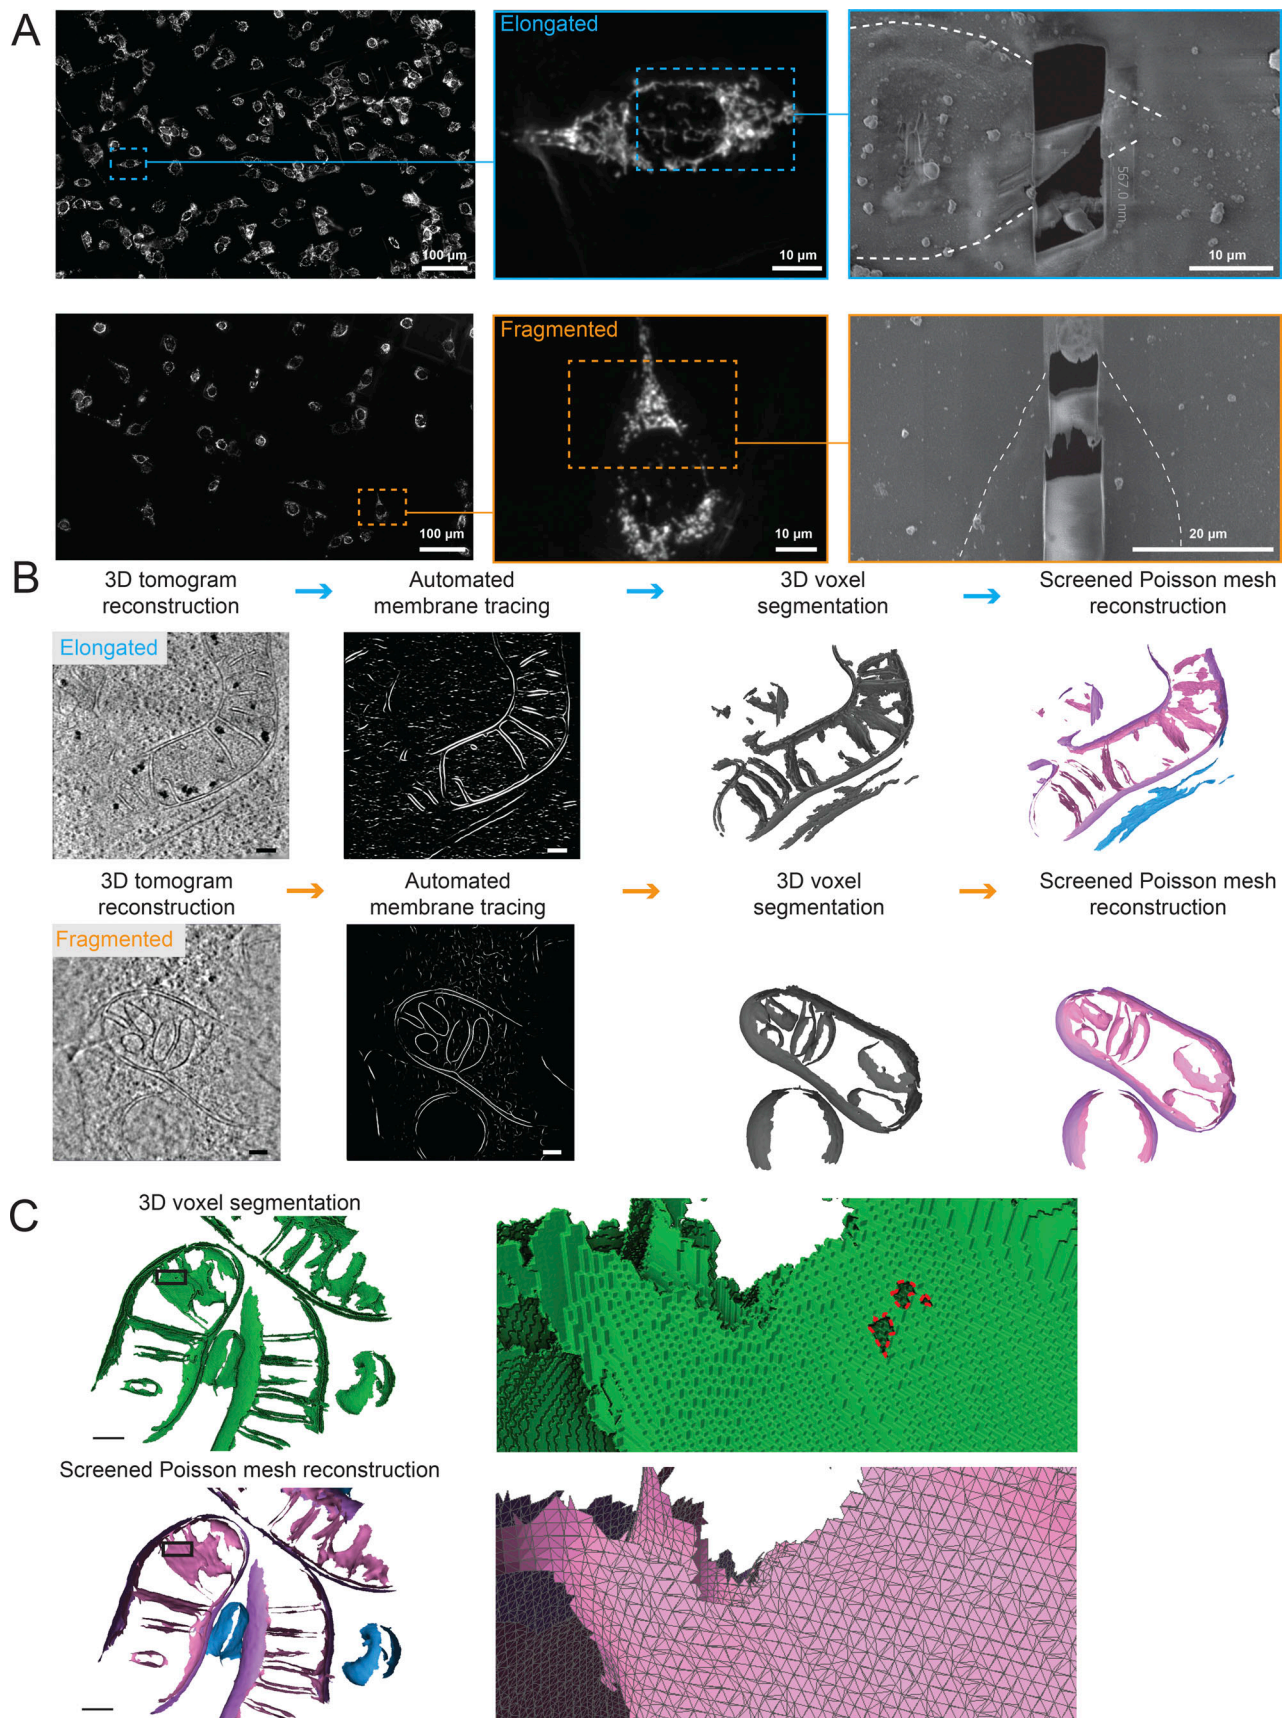 A
Elongated
100 µm
10 µm
567.0 nm
10 µm
Fragmented
100 µm
10 µm
20 µm
B
3D tomogram
reconstruction
Automated
membrane tracing
3D voxel
segmentation
Screened Poisson mesh
reconstruction
Elongated
3D tomogram
reconstruction
Automated
membrane tracing
3D voxel
segmentation
Screened Poisson mesh
reconstruction
Fragmented
C
3D voxel segmentation
Screened Poisson mesh reconstruction